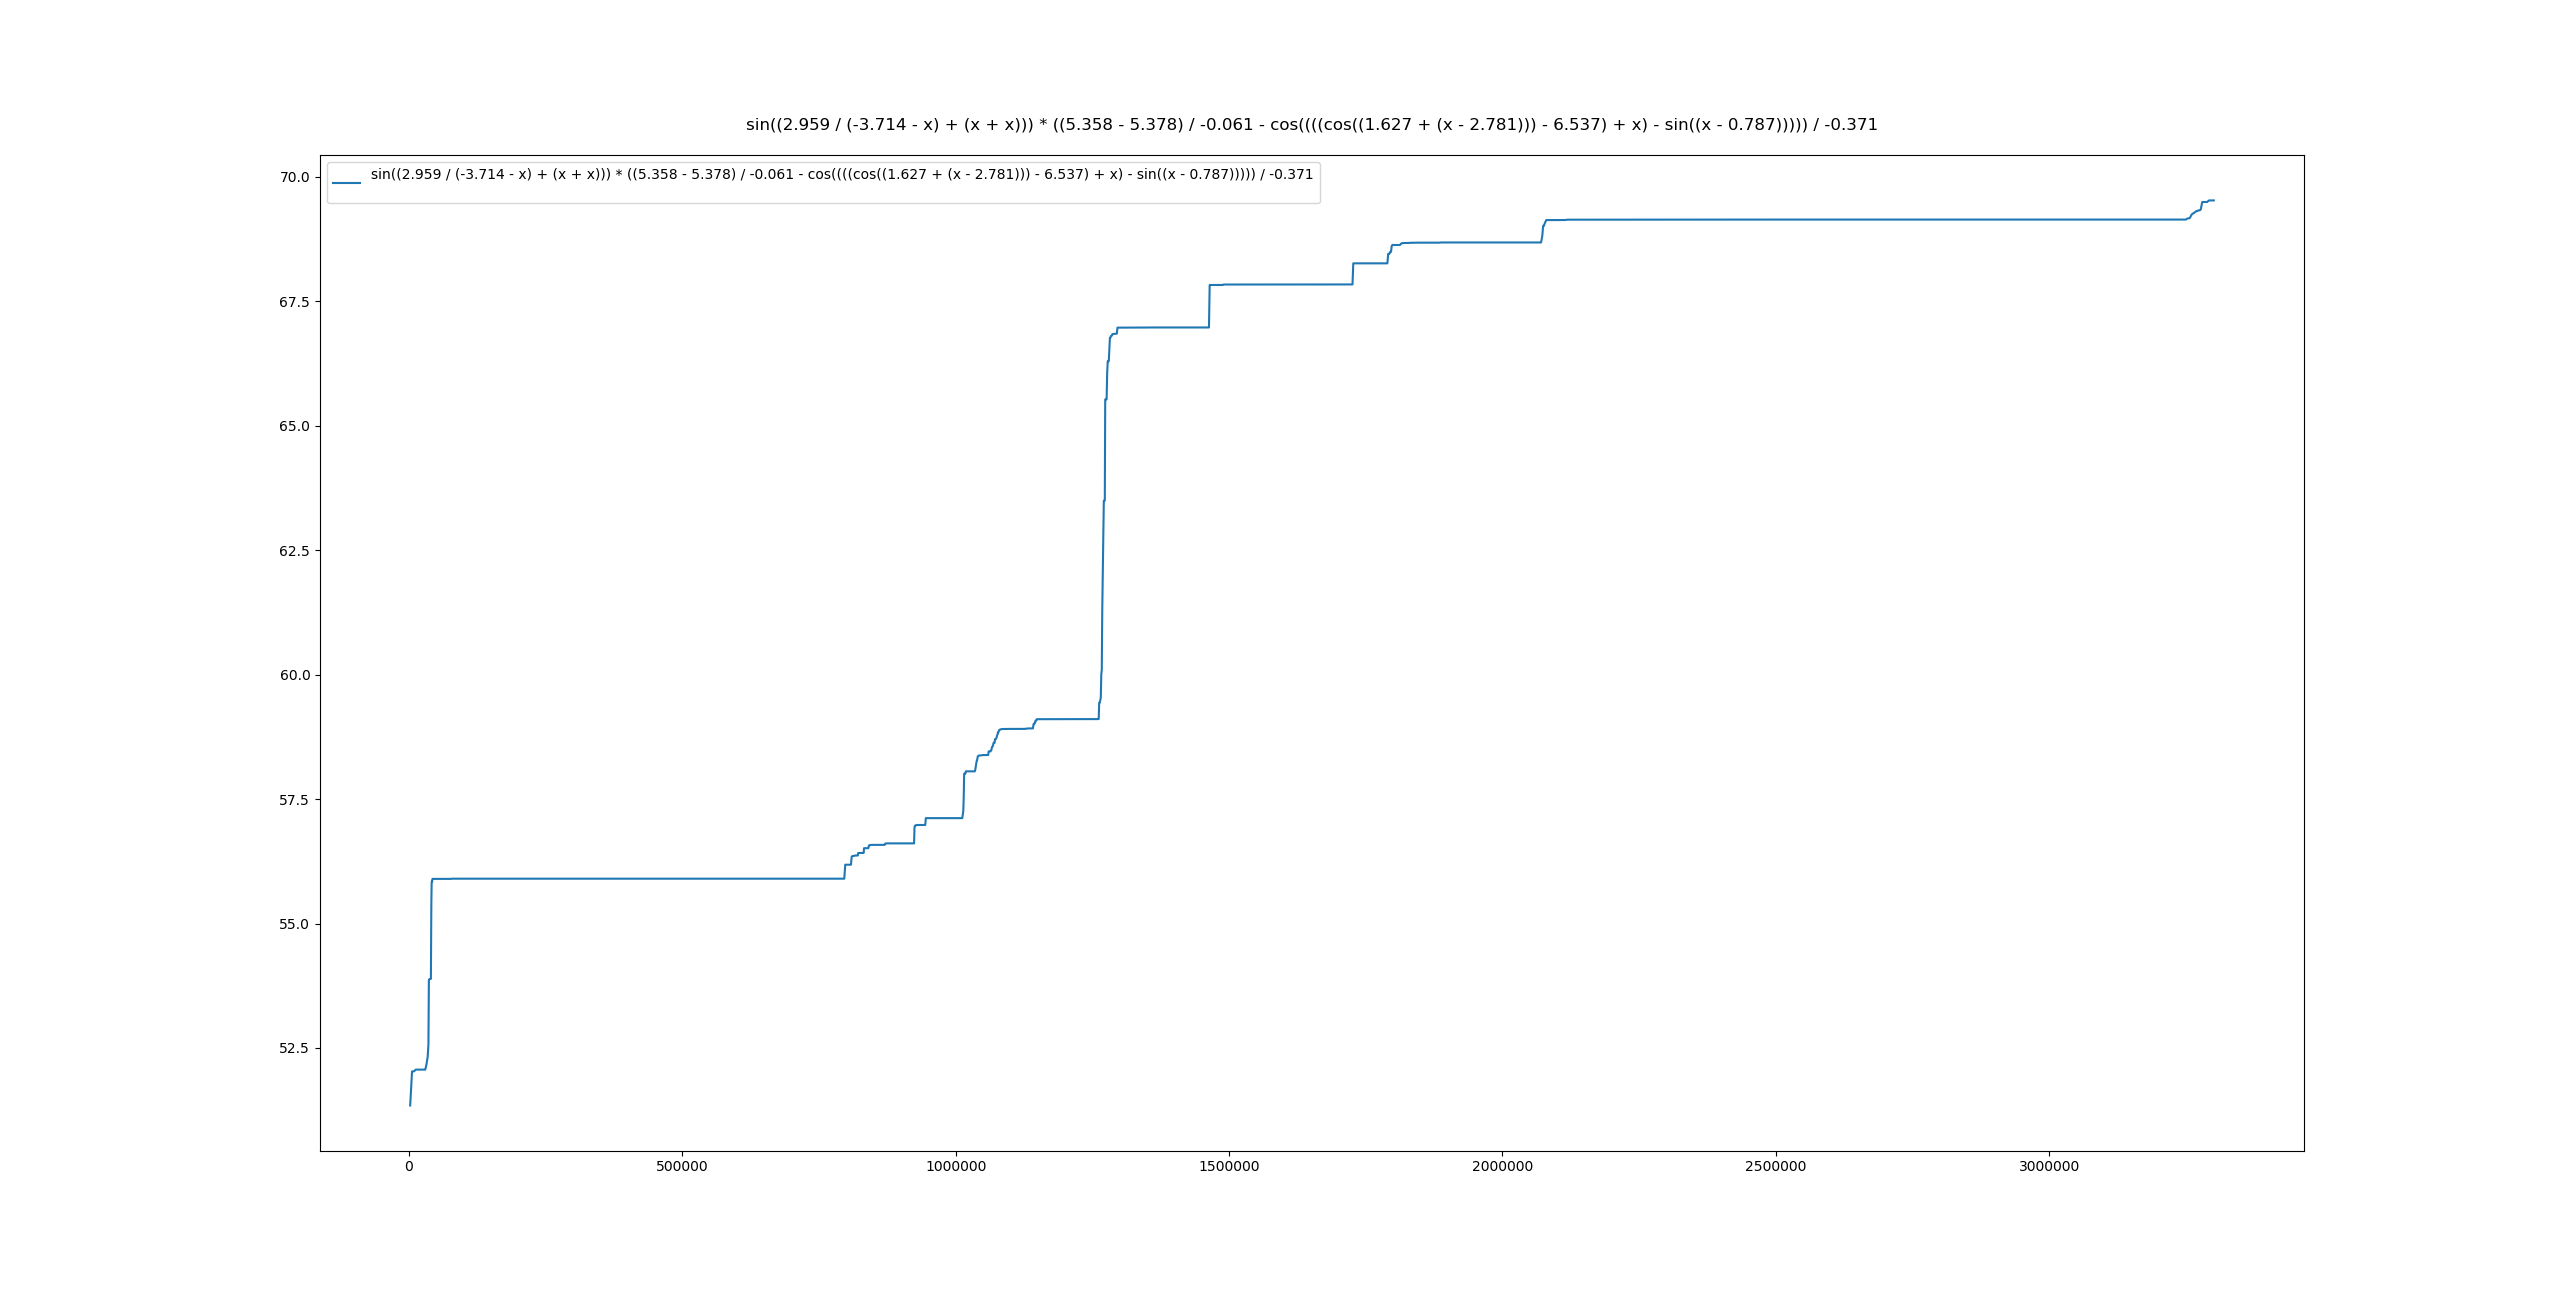 sin((2.959 / (-3.714 - x) + (x + x))) * ((5.358 - 5.378) / -0.061 - cos((((cos((1.627 + (x - 2.781))) - 6.537) + x) - sin((x - 0.787))))) / -0.371
sin((2.959 / (-3.714 - x) + (x + x))) * ((5.358 - 5.378) / -0.061 - cos((((cos((1.627 + (x - 2.781))) - 6.537) + x) - sin((x - 0.787))))) / -0.371
70.0
67.5
65.0
62.5
60.0
57.5
55.0
52.5
0 500000 1000000 1500000 2000000 2500000 3000000